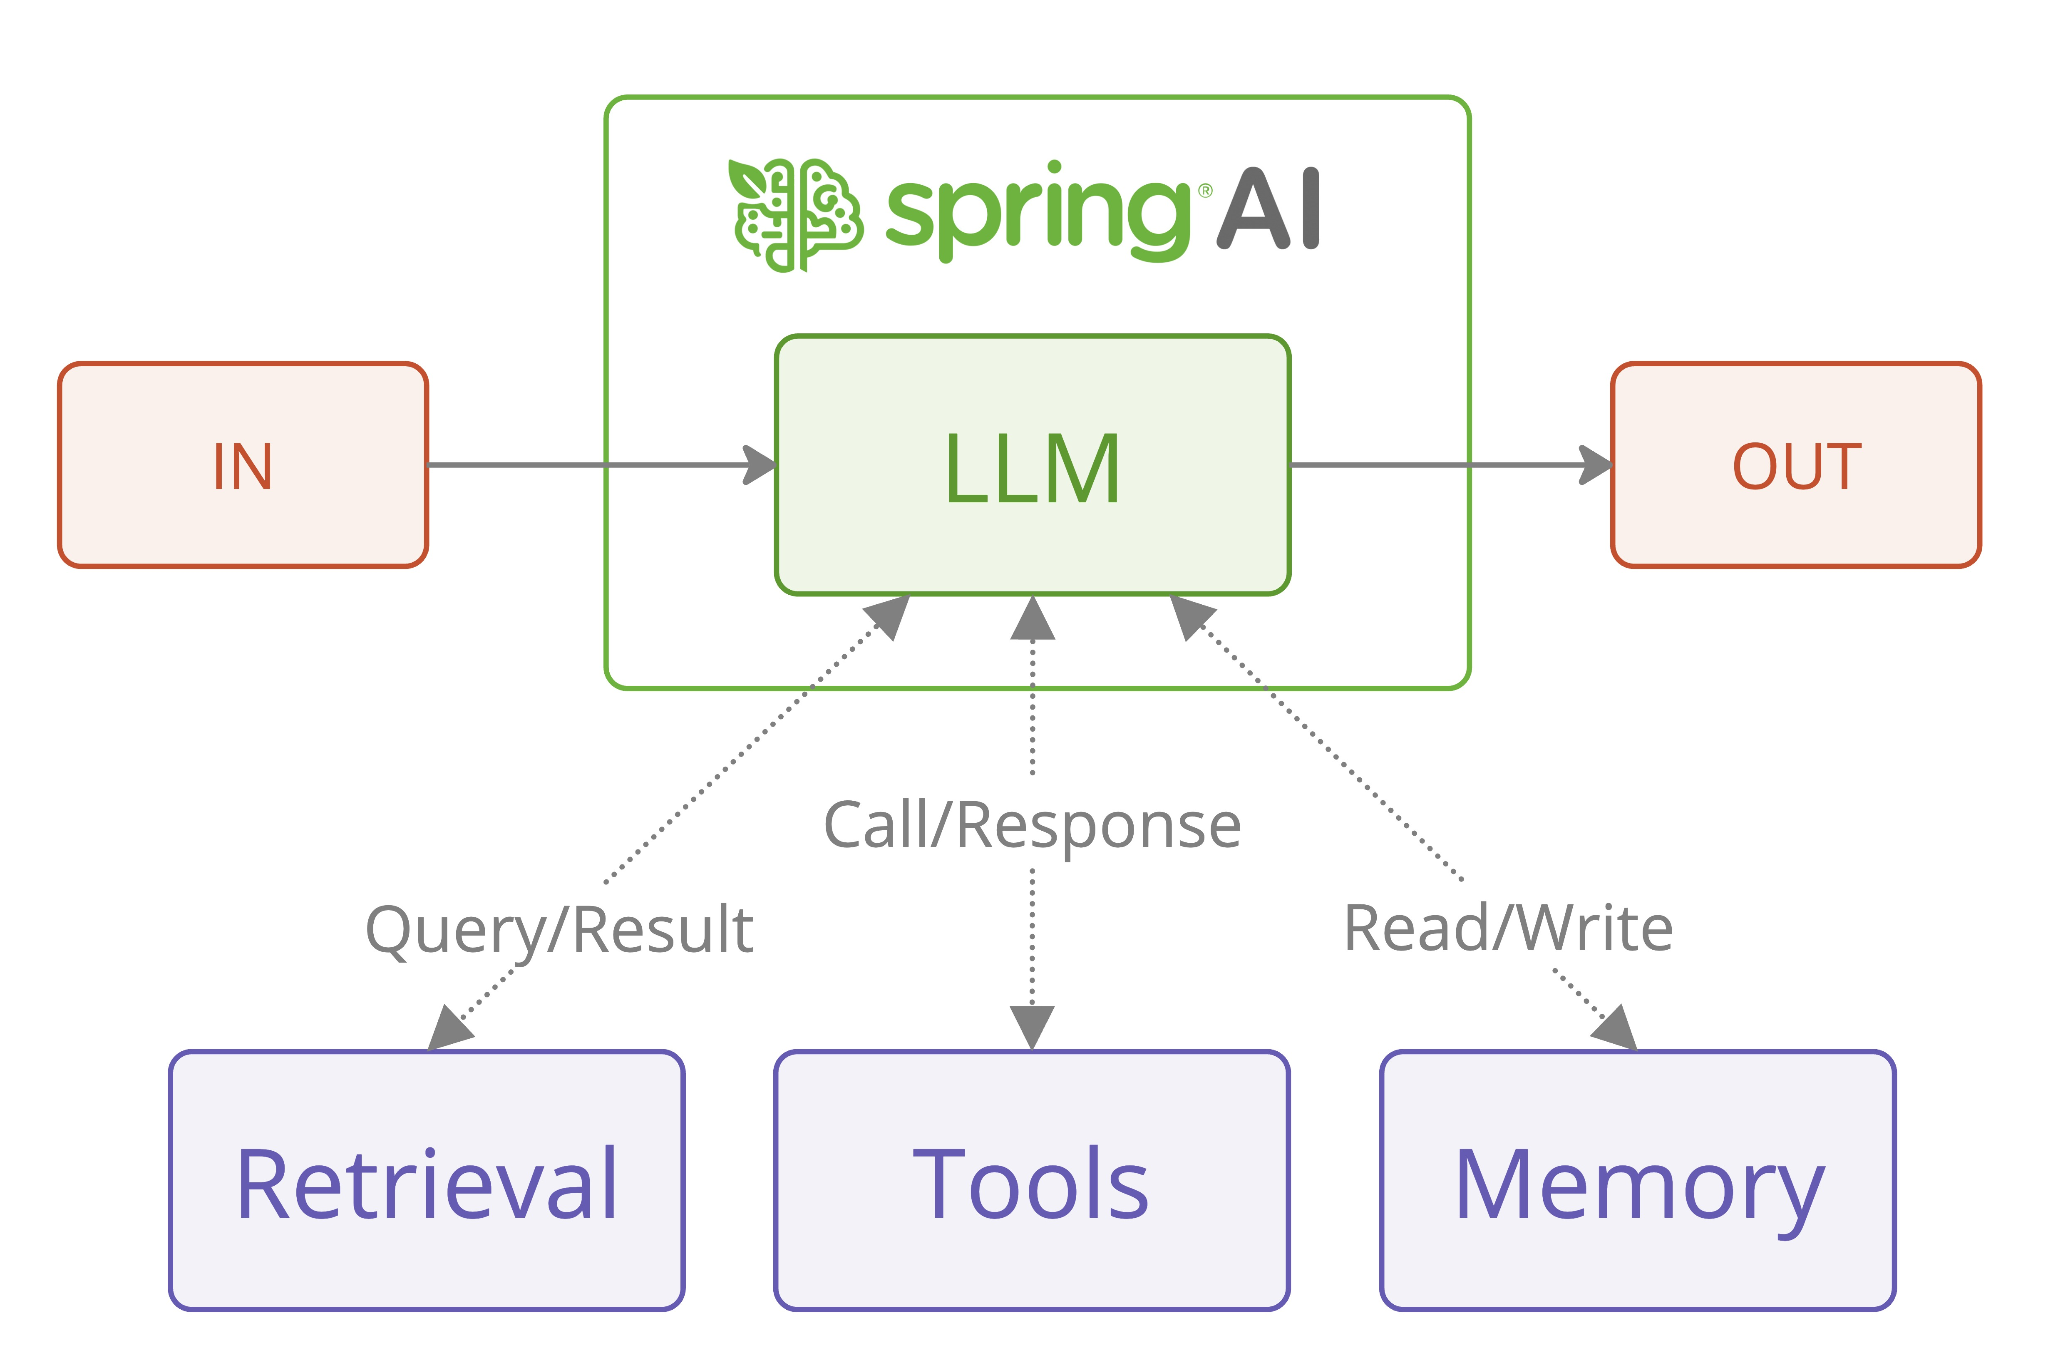 spring® AI
IN
LLM
OUT
Call/Response
Query/Result
Read/Write
Retrieval
Tools
Memory